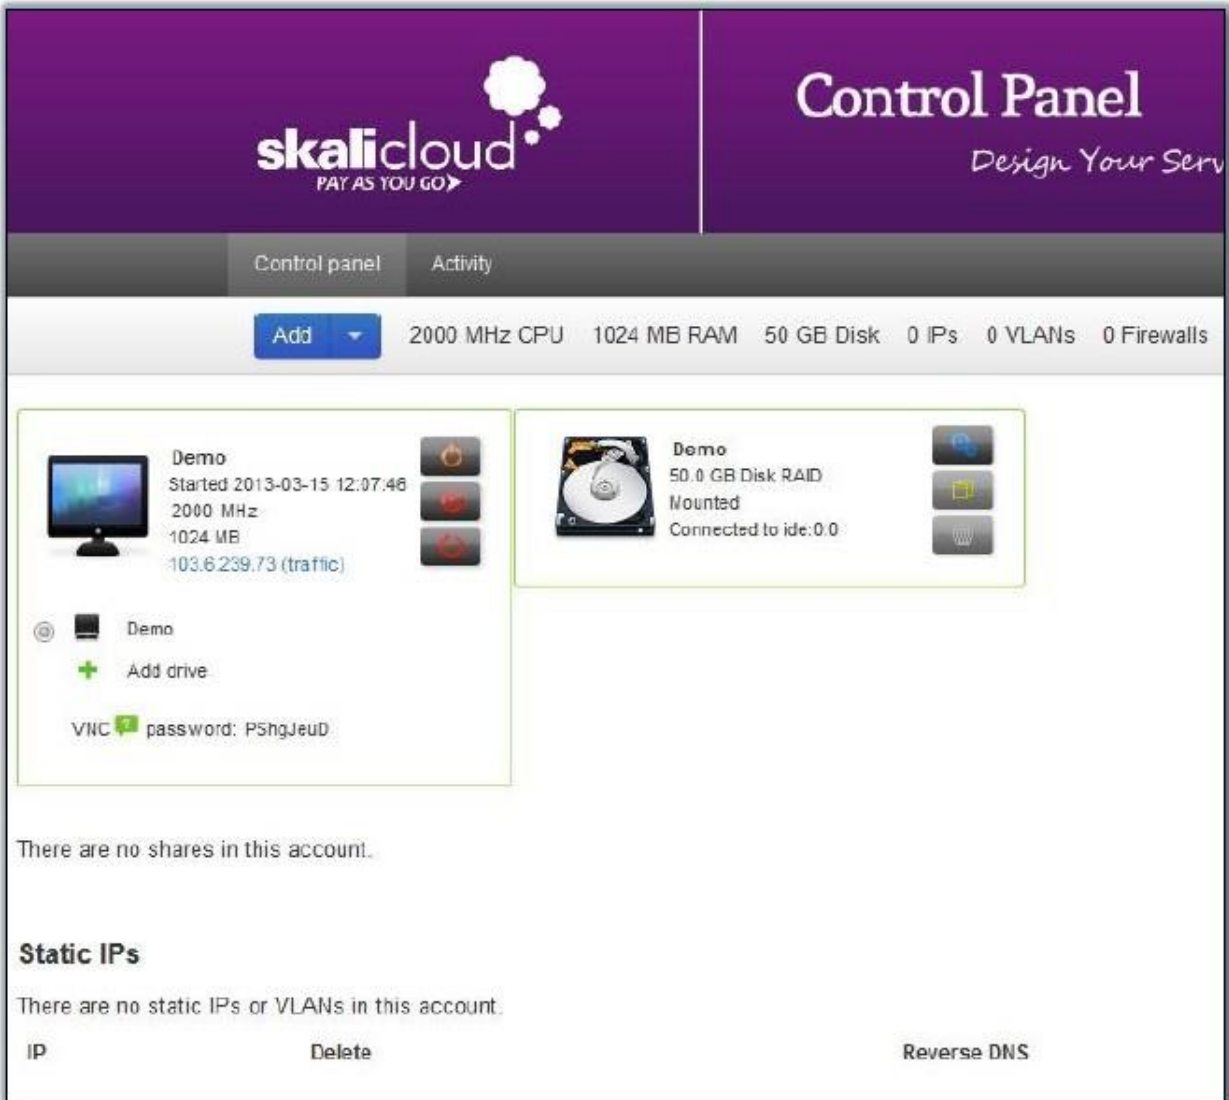 skalicloud
PAY AS YOU GO
Control Panel
Design Your Serv
Control panel Activity
Add 2000 MHz CPU 1024 MB RAM 50 GB Disk 0 IPs 0 VLANs 0 Firewalls
Demo
Started 2013-03-15 12:07:46
2000 MHz
1024 MB
103.6.239.73 (traffic)
Demo
Add drive
VNC ? password: PShgJeuD
Demo
50.0 GB Disk RAID
Mounted
Connected to ide:0:0
There are no shares in this account.
Static IPs
There are no static IPs or VLANs in this account.
IP Delete Reverse DNS